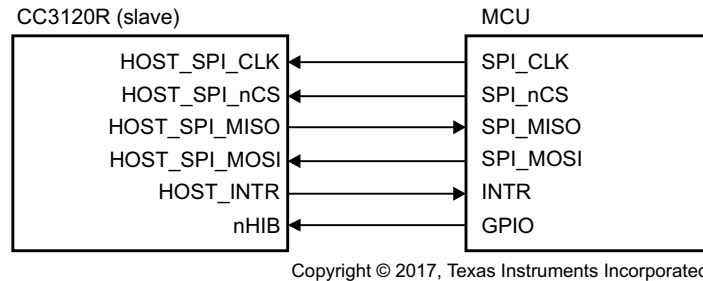 CC3120R (slave)
MCU
HOST_SPI_CLK
SPI_CLK
HOST_SPI_nCS
SPI_nCS
HOST_SPI_MISO
SPI_MISO
HOST_SPI_MOSI
SPI_MOSI
HOST_INTR
INTR
nHIB
GPIO
Copyright © 2017, Texas Instruments Incorporated